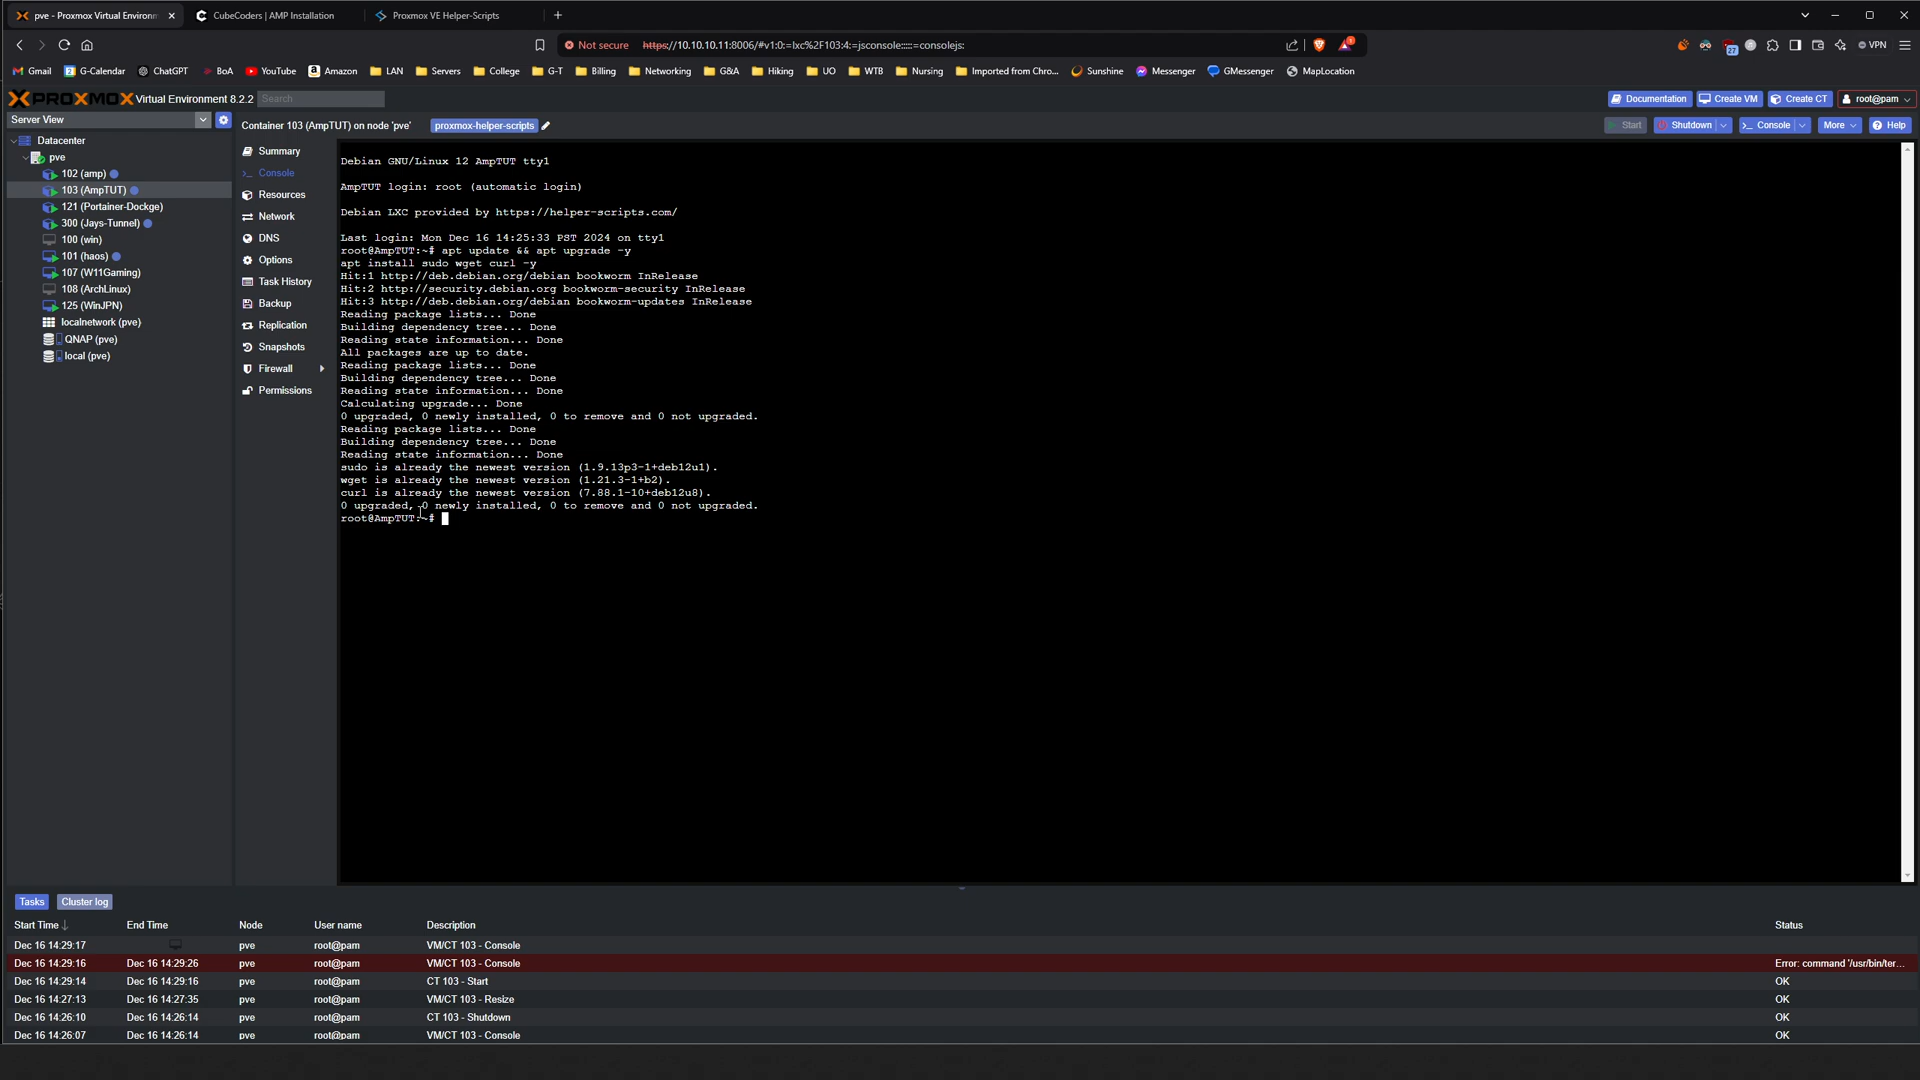 pve - Proxmox Virtual Environm
CubeCoders | AMP Installation
Proxmox VE Helper-Scripts
Not secure
https://10.10.10.11:8006/#v1:0:=lxc%2F103:4:=jsconsole:::::=consolejs:
1
27
VPN
Gmail
G-Calendar
ChatGPT
BoA
YouTube
Amazon
LAN
Servers
College
G-T
Billing
Networking
G&A
Hiking
UO
WTB
Nursing
Imported from Chro...
Sunshine
Messenger
GMessenger
MapLocation
PROXMOX Virtual Environment 8.2.2
Search
Documentation
Create VM
Create CT
root@pam
Server View
Container 103 (AmpTUT) on node 'pve'
proxmox-helper-scripts
Start
Shutdown
Console
More
Help
Datacenter
pve
102 (amp)
103 (AmpTUT)
121 (Portainer-Dockge)
300 (Jays-Tunnel)
100 (win)
101 (haos)
107 (W11Gaming)
108 (ArchLinux)
125 (WinJPN)
localnetwork (pve)
QNAP (pve)
local (pve)
Summary
Console
Resources
Network
DNS
Options
Task History
Backup
Replication
Snapshots
Firewall
Permissions
Debian GNU/Linux 12 AmpTUT tty1
AmpTUT login: root (automatic login)
Debian LXC provided by https://helper-scripts.com/
Last login: Mon Dec 16 14:25:33 PST 2024 on tty1
root@AmpTUT:~# apt update && apt upgrade -y
apt install sudo wget curl -y
Hit:1 http://deb.debian.org/debian bookworm InRelease
Hit:2 http://security.debian.org bookworm-security InRelease
Hit:3 http://deb.debian.org/debian bookworm-updates InRelease
Reading package lists... Done
Building dependency tree... Done
Reading state information... Done
All packages are up to date.
Reading package lists... Done
Building dependency tree... Done
Reading state information... Done
Calculating upgrade... Done
0 upgraded, 0 newly installed, 0 to remove and 0 not upgraded.
Reading package lists... Done
Building dependency tree... Done
Reading state information... Done
sudo is already the newest version (1.9.13p3-1+deb12u1).
wget is already the newest version (1.21.3-1+b2).
curl is already the newest version (7.88.1-10+deb12u8).
0 upgraded, 0 newly installed, 0 to remove and 0 not upgraded.
root@AmpTUT:~#
Tasks
Cluster log
Start Time End Time Node User name Description Status
Dec 16 14:29:17 pve root@pam VM/CT 103 - Console
Dec 16 14:29:16 Dec 16 14:29:26 pve root@pam VM/CT 103 - Console Error: command '/usr/bin/ter...
Dec 16 14:29:14 Dec 16 14:29:16 pve root@pam CT 103 - Start OK
Dec 16 14:27:13 Dec 16 14:27:35 pve root@pam VM/CT 103 - Resize OK
Dec 16 14:26:10 Dec 16 14:26:14 pve root@pam CT 103 - Shutdown OK
Dec 16 14:26:07 Dec 16 14:26:14 pve root@pam VM/CT 103 - Console OK